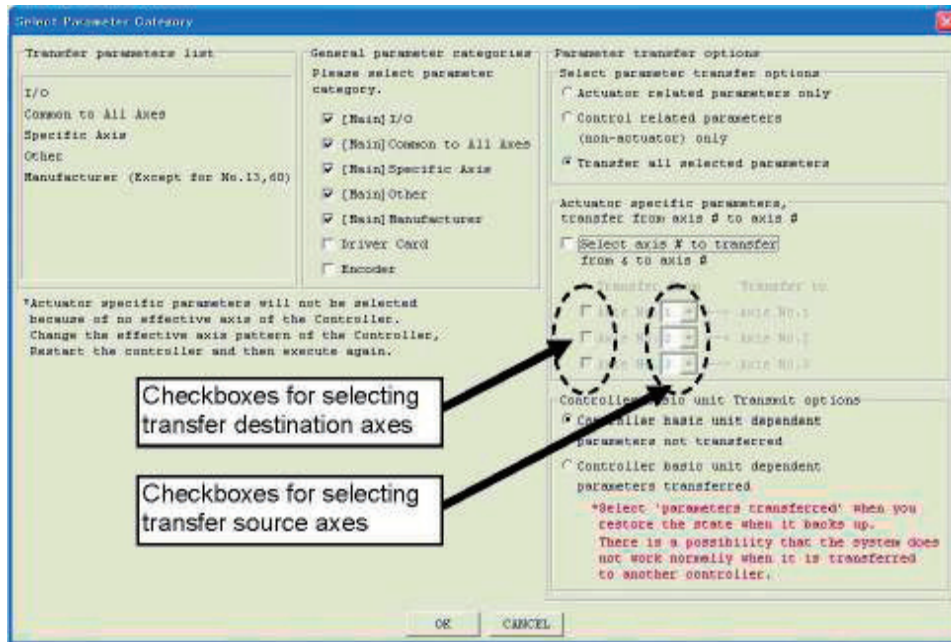 Select Parameter Category
Transfer parameters list
I/O
Common to All Axes
Specific Axis
Other
Manufacturer (Except for No.13,60)
*Actuator specific parameters will not be selected
because of no effective axis of the Controller.
Change the effective axis pattern of the Controller,
Restart the controller and then execute again.
General parameter categories
Please select parameter
category.
[Main]I/O
[Main]Common to All Axes
[Main]Specific Axis
[Main]Other
[Main]Manufacturer
Driver Card
Encoder
Parameter transfer options
Select parameter transfer options
Actuator related parameters only
Control related parameters
(non-actuator) only
Transfer all selected parameters
Actuator specific parameters,
transfer from axis # to axis #
Select axis # to transfer
from & to axis #
Transfer Transfer to
Axis 1 Axis No.1
Axis 2 Axis No.2
Axis 3 Axis No.3
Checkboxes for selecting
transfer destination axes
Checkboxes for selecting
transfer source axes
Controller basic unit Transmit options
Controller basic unit dependent
parameters not transferred
Controller basic unit dependent
parameters transferred
*Select 'parameters transferred' when you
restore the state when it backs up.
There is a possibility that the system does
not work normally when it is transferred
to another controller.
OK CANCEL